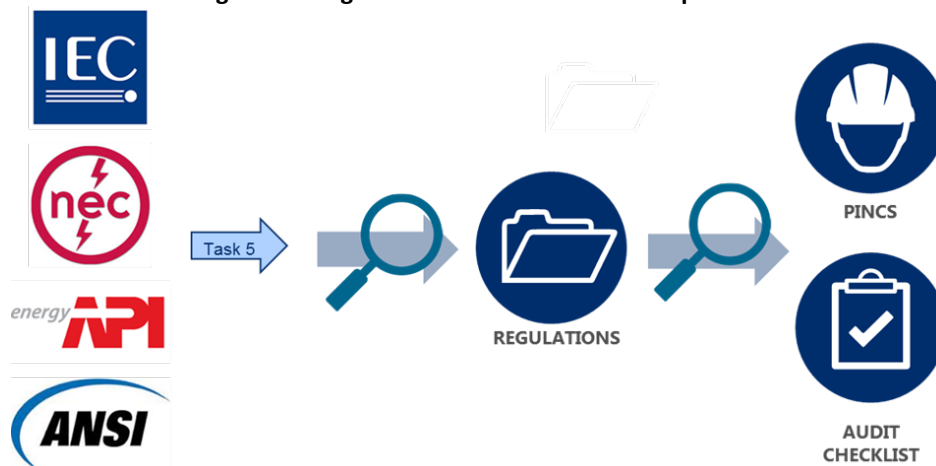 IEC
nec
energy API
ANSI
Task 5
REGULATIONS
PINCS
AUDIT
CHECKLIST